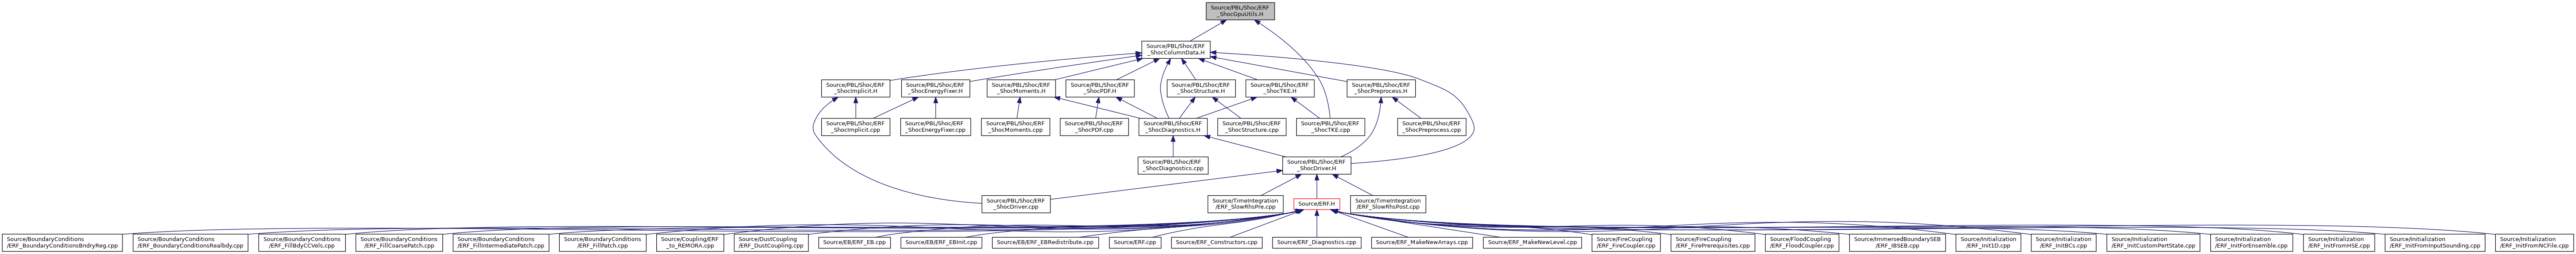 Source/PBL/Shoc/ERF
_ShocGpuUtils.H
Source/PBL/Shoc/ERF
_ShocColumnData.H
Source/PBL/Shoc/ERF
_ShocImplicit.H
Source/PBL/Shoc/ERF
_ShocEnergyFixer.H
Source/PBL/Shoc/ERF
_ShocMoments.H
Source/PBL/Shoc/ERF
_ShocPDF.H
Source/PBL/Shoc/ERF
_ShocStructure.H
Source/PBL/Shoc/ERF
_ShocTKE.H
Source/PBL/Shoc/ERF
_ShocPreprocess.H
Source/PBL/Shoc/ERF
_ShocImplicit.cpp
Source/PBL/Shoc/ERF
_ShocEnergyFixer.cpp
Source/PBL/Shoc/ERF
_ShocMoments.cpp
Source/PBL/Shoc/ERF
_ShocPDF.cpp
Source/PBL/Shoc/ERF
_ShocDiagnostics.H
Source/PBL/Shoc/ERF
_ShocStructure.cpp
Source/PBL/Shoc/ERF
_ShocTKE.cpp
Source/PBL/Shoc/ERF
_ShocPreprocess.cpp
Source/PBL/Shoc/ERF
_ShocDiagnostics.cpp
Source/PBL/Shoc/ERF
_ShocDriver.H
Source/PBL/Shoc/ERF
_ShocDriver.cpp
Source/TimeIntegration
/ERF_SlowRhsPre.cpp
Source/ERF.H
Source/TimeIntegration
/ERF_SlowRhsPost.cpp
Source/BoundaryConditions
/ERF_BoundaryConditionsBndryReg.cpp
Source/BoundaryConditions
/ERF_BoundaryConditionsRealbdy.cpp
Source/BoundaryConditions
/ERF_FillBdyCCVels.cpp
Source/BoundaryConditions
/ERF_FillCoarsePatch.cpp
Source/BoundaryConditions
/ERF_FillIntermediatePatch.cpp
Source/BoundaryConditions
/ERF_FillPatch.cpp
Source/Coupling/ERF
_to_REMORA.cpp
Source/DustCoupling
/ERF_DustCoupling.cpp
Source/EB/ERF_EB.cpp
Source/EB/ERF_EBInit.cpp
Source/EB/ERF_EBRedistribute.cpp
Source/ERF.cpp
Source/ERF_Constructors.cpp
Source/ERF_Diagnostics.cpp
Source/ERF_MakeNewArrays.cpp
Source/ERF_MakeNewLevel.cpp
Source/FireCoupling
/ERF_FireCoupler.cpp
Source/FireCoupling
/ERF_FirePrerequisites.cpp
Source/FloodCoupling
/ERF_FloodCoupler.cpp
Source/ImmersedBoundarySEB
/ERF_IBSEB.cpp
Source/Initialization
/ERF_Init1D.cpp
Source/Initialization
/ERF_InitBCs.cpp
Source/Initialization
/ERF_InitCustomPertState.cpp
Source/Initialization
/ERF_InitForEnsemble.cpp
Source/Initialization
/ERF_InitFromHSE.cpp
Source/Initialization
/ERF_InitFromInputSounding.cpp
Source/Initialization
/ERF_InitFromNCFile.cpp